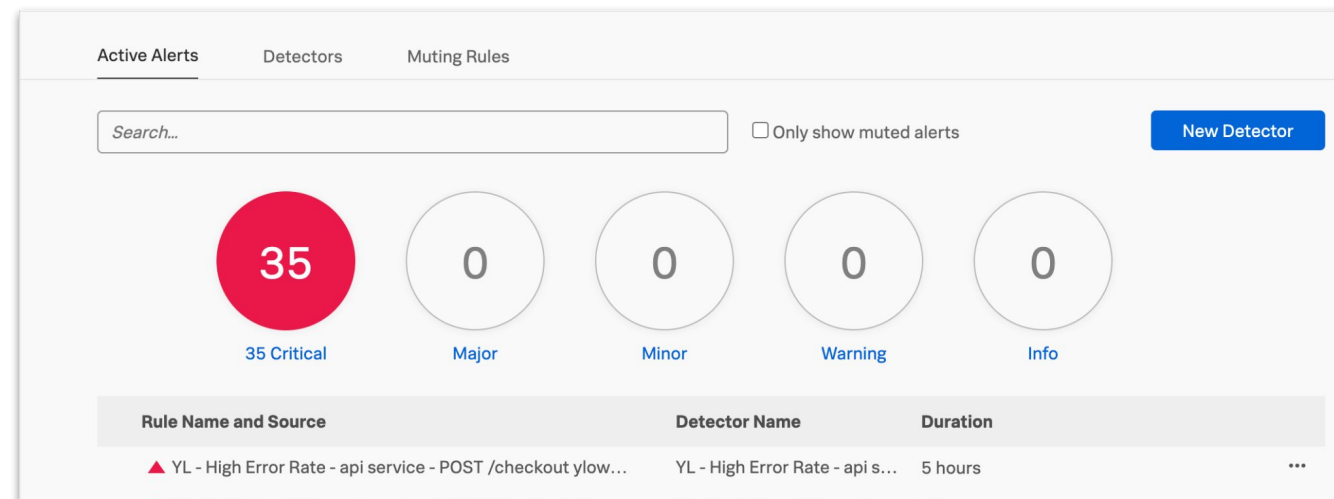 Active Alerts Detectors Muting Rules
Search... Only show muted alerts New Detector
35 0 0 0 0
35 Critical Major Minor Warning Info
Rule Name and Source Detector Name Duration
YL - High Error Rate - api service - POST /checkout ylow... YL - High Error Rate - api s... 5 hours ...